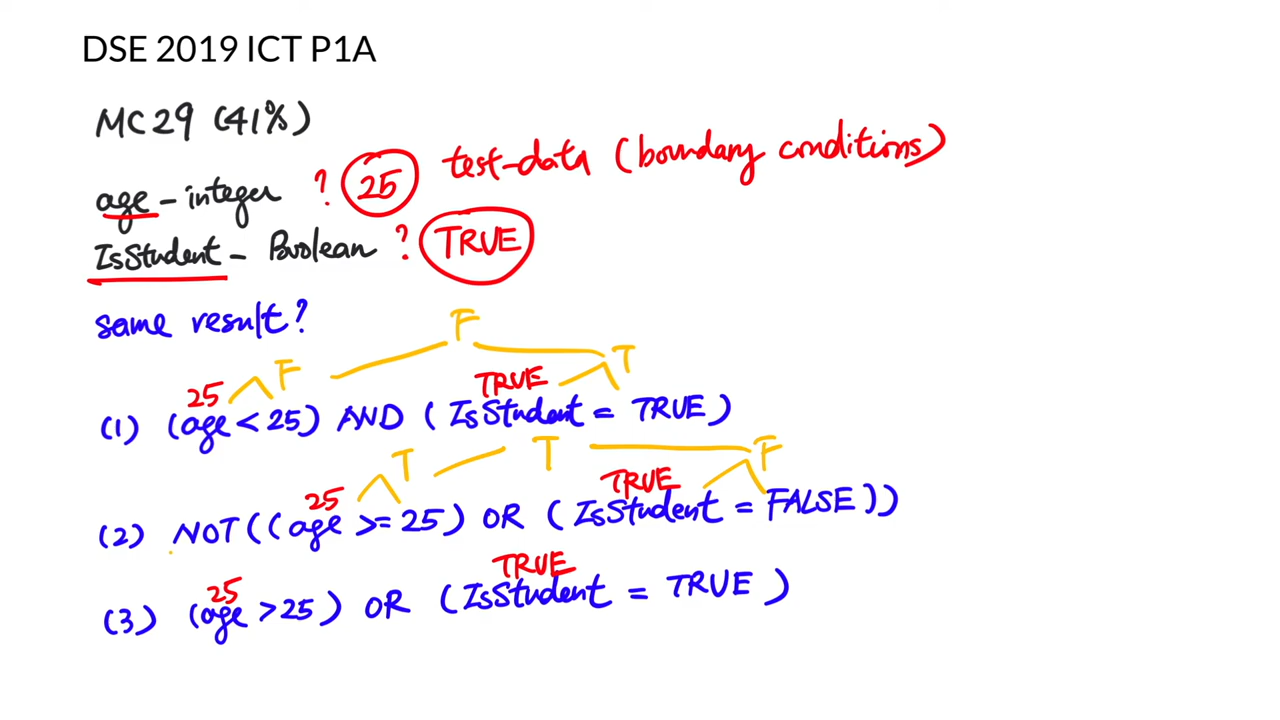 DSE 2019 ICT P1A
MC 29 (41%)
age - integer ? 25 test-data (boundary conditions)
IsStudent - Boolean ? TRUE
same result?
F
F T
25 TRUE
(1) (age < 25) AND (IsStudent = TRUE)
T T F
25 TRUE
(2) NOT((age >= 25) OR (IsStudent = FALSE))
25 TRUE
(3) (age > 25) OR (IsStudent = TRUE)